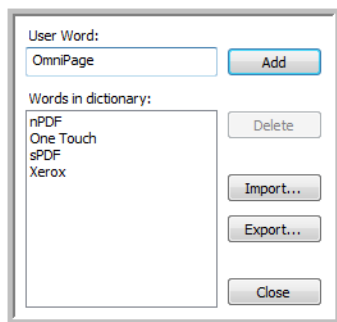 User Word:
OmniPage
Add
Words in dictionary:
nPDF
One Touch
sPDF
Xerox
Delete
Import...
Export...
Close